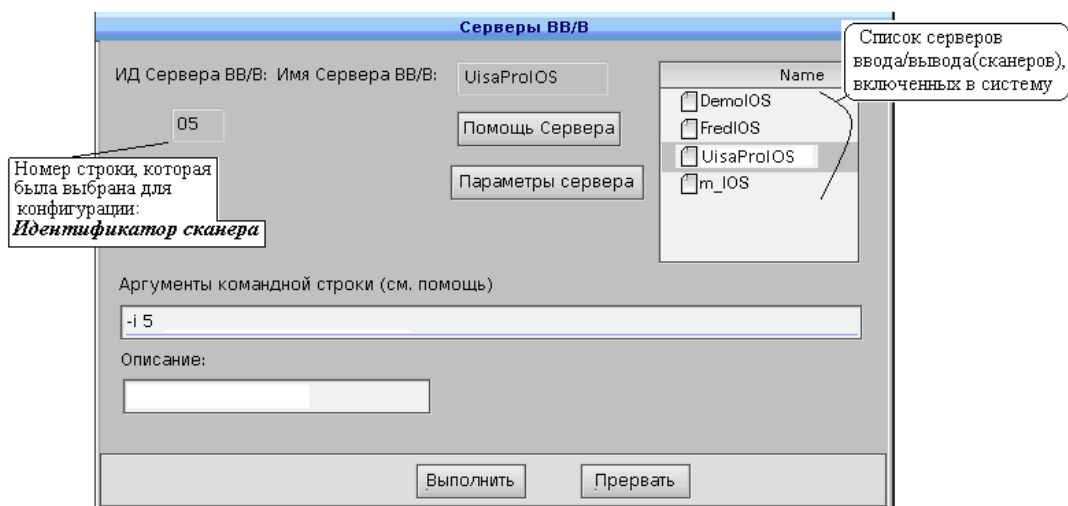 Серверы ВВ/В
Список серверов
ввода/вывода(сканеров),
включенных в систему
ИД Сервера ВВ/В: Имя Сервера ВВ/В:
UisaProIOS
Name
DemoIOS
FredIOS
UisaProIOS
m_IOS
05
Помощь Сервера
Параметры сервера
Номер строки, которая
была выбрана для
конфигурации:
Идентификатор сканера
Аргументы командной строки (см. помощь)
-i 5
Описание:
Выполнить
Прервать